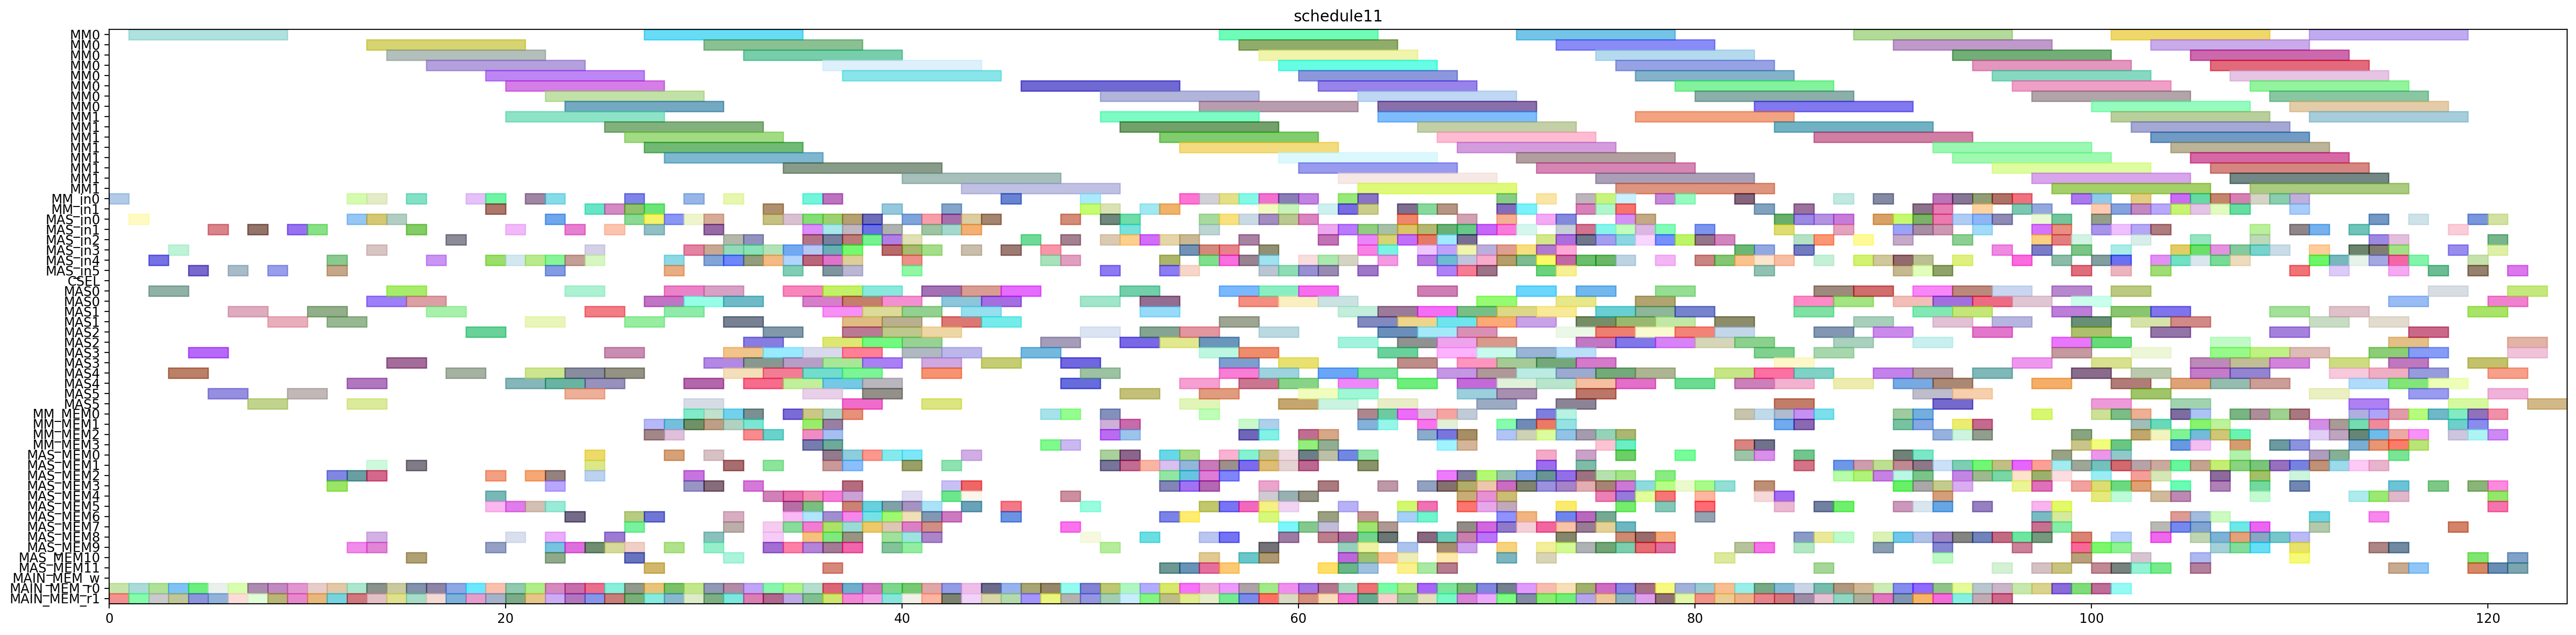 schedule11
MM0
MM0
MM0
MM0
MM0
MM0
MM0
MM0
MM1
MM1
MM1
MM1
MM1
MM1
MM1
MM1
MM_in0
MM_in1
MAS_in0
MAS_in1
MAS_in2
MAS_in3
MAS_in4
MAS_in5
CSEL
MAS0
MAS0
MAS1
MAS1
MAS2
MAS2
MAS3
MAS3
MAS4
MAS4
MAS5
MAS5
MM_MEM0
MM_MEM1
MM_MEM2
MM_MEM3
MAS_MEM0
MAS_MEM1
MAS_MEM2
MAS_MEM3
MAS_MEM4
MAS_MEM5
MAS_MEM6
MAS_MEM7
MAS_MEM8
MAS_MEM9
MAS_MEM10
MAS_MEM11
MAIN_MEM_w
MAIN_MEM_r0
MAIN_MEM_r1
0 20 40 60 80 100 120